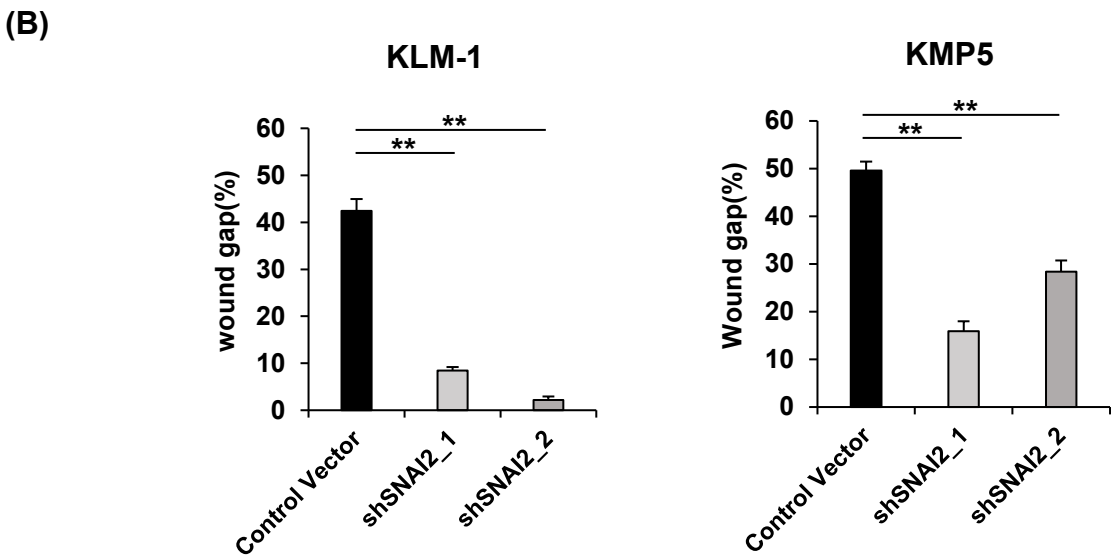 (B)
KLM-1
**
**
60
50
40
30
20
10
0
wound gap(%)
Control Vector
shSNAI2_1
shSNAI2_2
KMP5
**
**
60
50
40
30
20
10
0
Wound gap(%)
Control Vector
shSNAI2_1
shSNAI2_2